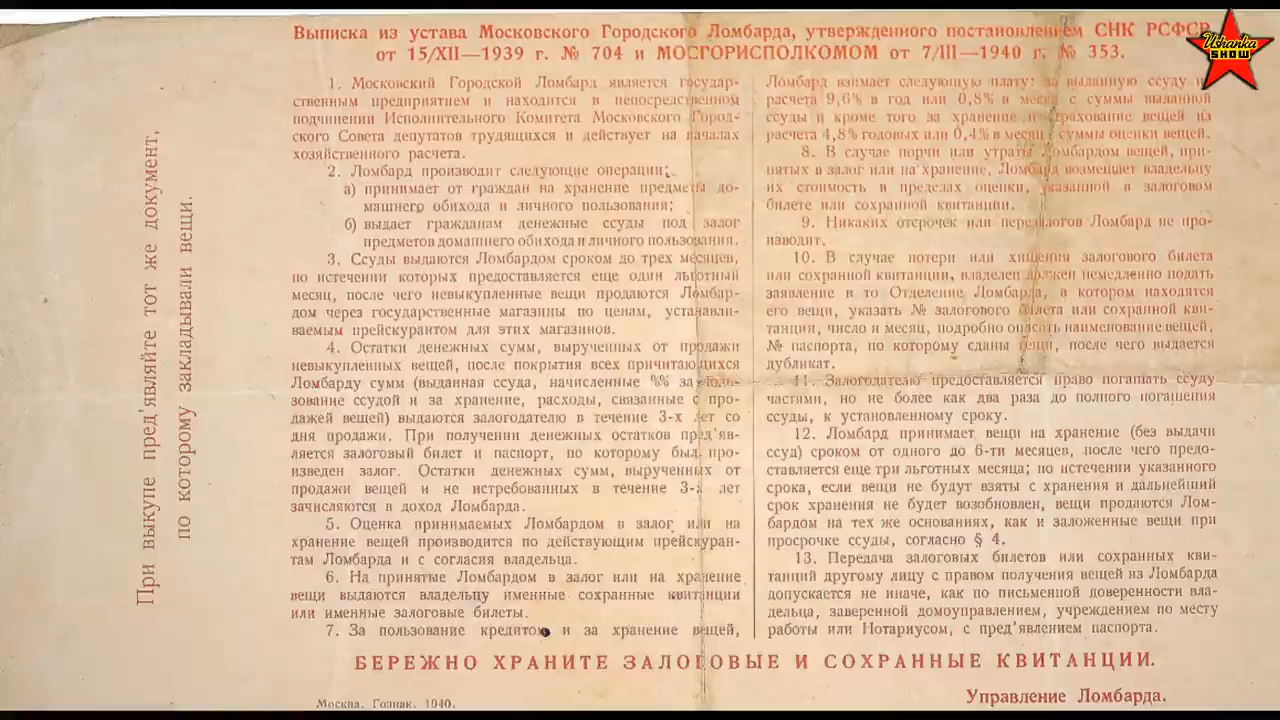 Выписка из устава Московского Городского Ломбарда, утвержденного постановлением СНК РСФСР
от 15/XII—193 г. № 704 и МОСГОРИСПОЛКОМОМ от 7/III—1940 г. № 353.
Ushanka
SHOW
При выкупе пред'являйте тот же документ,
по которому закладывали вещи.
1. Московский Городской Ломбард является государ-
ственным предприятием и находится в непосредственном
подчинении Исполнительного Комитета Московского Город-
ского Совета депутатов трудящихся и действует на началах
хозяйственного расчета.
2. Ломбард производит следующие операции:
а) принимает от граждан на хранение предметы до-
машнего обихода и личного пользования;
б) выдает гражданам денежные ссуды под залог
предметов домашнего обихода и личного пользования.
3. Ссуды выдаются Ломбардом сроком до трех месяцев,
по истечении которых предоставляется еще один льготный
месяц, после чего невыкупленные вещи продаются Ломбар-
дом через государственные магазины по ценам, устанавли-
ваемым прейскурантом для этих магазинов.
4. Остатки денежных сумм, вырученных от продажи
невыкупленных вещей, после покрытия всех причитающихся
Ломбарду сумм (выданная ссуда, начисленные %% за поль-
зование ссудой и за хранение, расходы, связанные с про-
дажей вещей) выдаются залогодателю в течение 3-х лет со
дня продажи. При получении денежных остатков пред'яв-
ляется залоговый билет и паспорт, по которому был про-
изведен залог. Остатки денежных сумм, вырученных от
продажи вещей и не истребованных в течение 3-х лет
зачисляются в доход Ломбарда.
5. Оценка принимаемых Ломбардом в залог или на
хранение вещей производится по действующим прейскуран-
там Ломбарда и с согласия владельца.
6. На принятые Ломбардом в залог или на хранение
вещи выдаются владельцу именные сохранные квитанции
или именные залоговые билеты.
7. За пользование кредитом и за хранение вещей,
Ломбард взимает следующую плату: за выданную ссуду из
расчета 9,6% в год или 0,8% в месяц с суммы выданной
ссуды и кроме того за хранение и страхование вещей из
расчета 4,8% годовых или 0,4% в месяц с суммы оценки вещей.
8. В случае порчи или утраты Ломбардом вещей, при-
нятых в залог или на хранение, Ломбард возмещает владельцу
их стоимость в пределах оценки, указанной в залоговом
билете или сохранной квитанции.
9. Никаких отсрочек или перезалогов Ломбард не про-
изводит.
10. В случае потери или хищения залогового билета
или сохранной квитанции, владелец должен немедленно подать
заявление в то Отделение Ломбарда, в котором находятся
его вещи, указать № залогового билета или сохранной кви-
танции, число и месяц, подробно описать наименование вещей,
№ паспорта, по которому сданы вещи, после чего выдается
дубликат.
11. Залогодателю предоставляется право погашать ссуду
частями, но не более как два раза до полного погашения
ссуды, к установленному сроку.
12. Ломбард принимает вещи на хранение (без выдачи
ссуд) сроком от одного до 6-ти месяцев, после чего предо-
ставляется еще три льготных месяца; по истечении указанного
срока, если вещи не будут взяты с хранения и дальнейший
срок хранения не будет возобновлен, вещи продаются Лом-
бардом на тех же основаниях, как и заложенные вещи при
просрочке ссуды, согласно § 4.
13. Передача залоговых билетов или сохранных кви-
танций другому лицу с правом получения вещей из Ломбарда
допускается не иначе, как по письменной доверенности вла-
дельца, заверенной домоуправлением, учреждением по месту
работы или Нотариусом, с пред'явлением паспорта.
БЕРЕЖНО ХРАНИТЕ ЗАЛОГОВЫЕ И СОХРАННЫЕ КВИТАНЦИИ.
Управление Ломбарда.
Москва. Гознак. 1940.